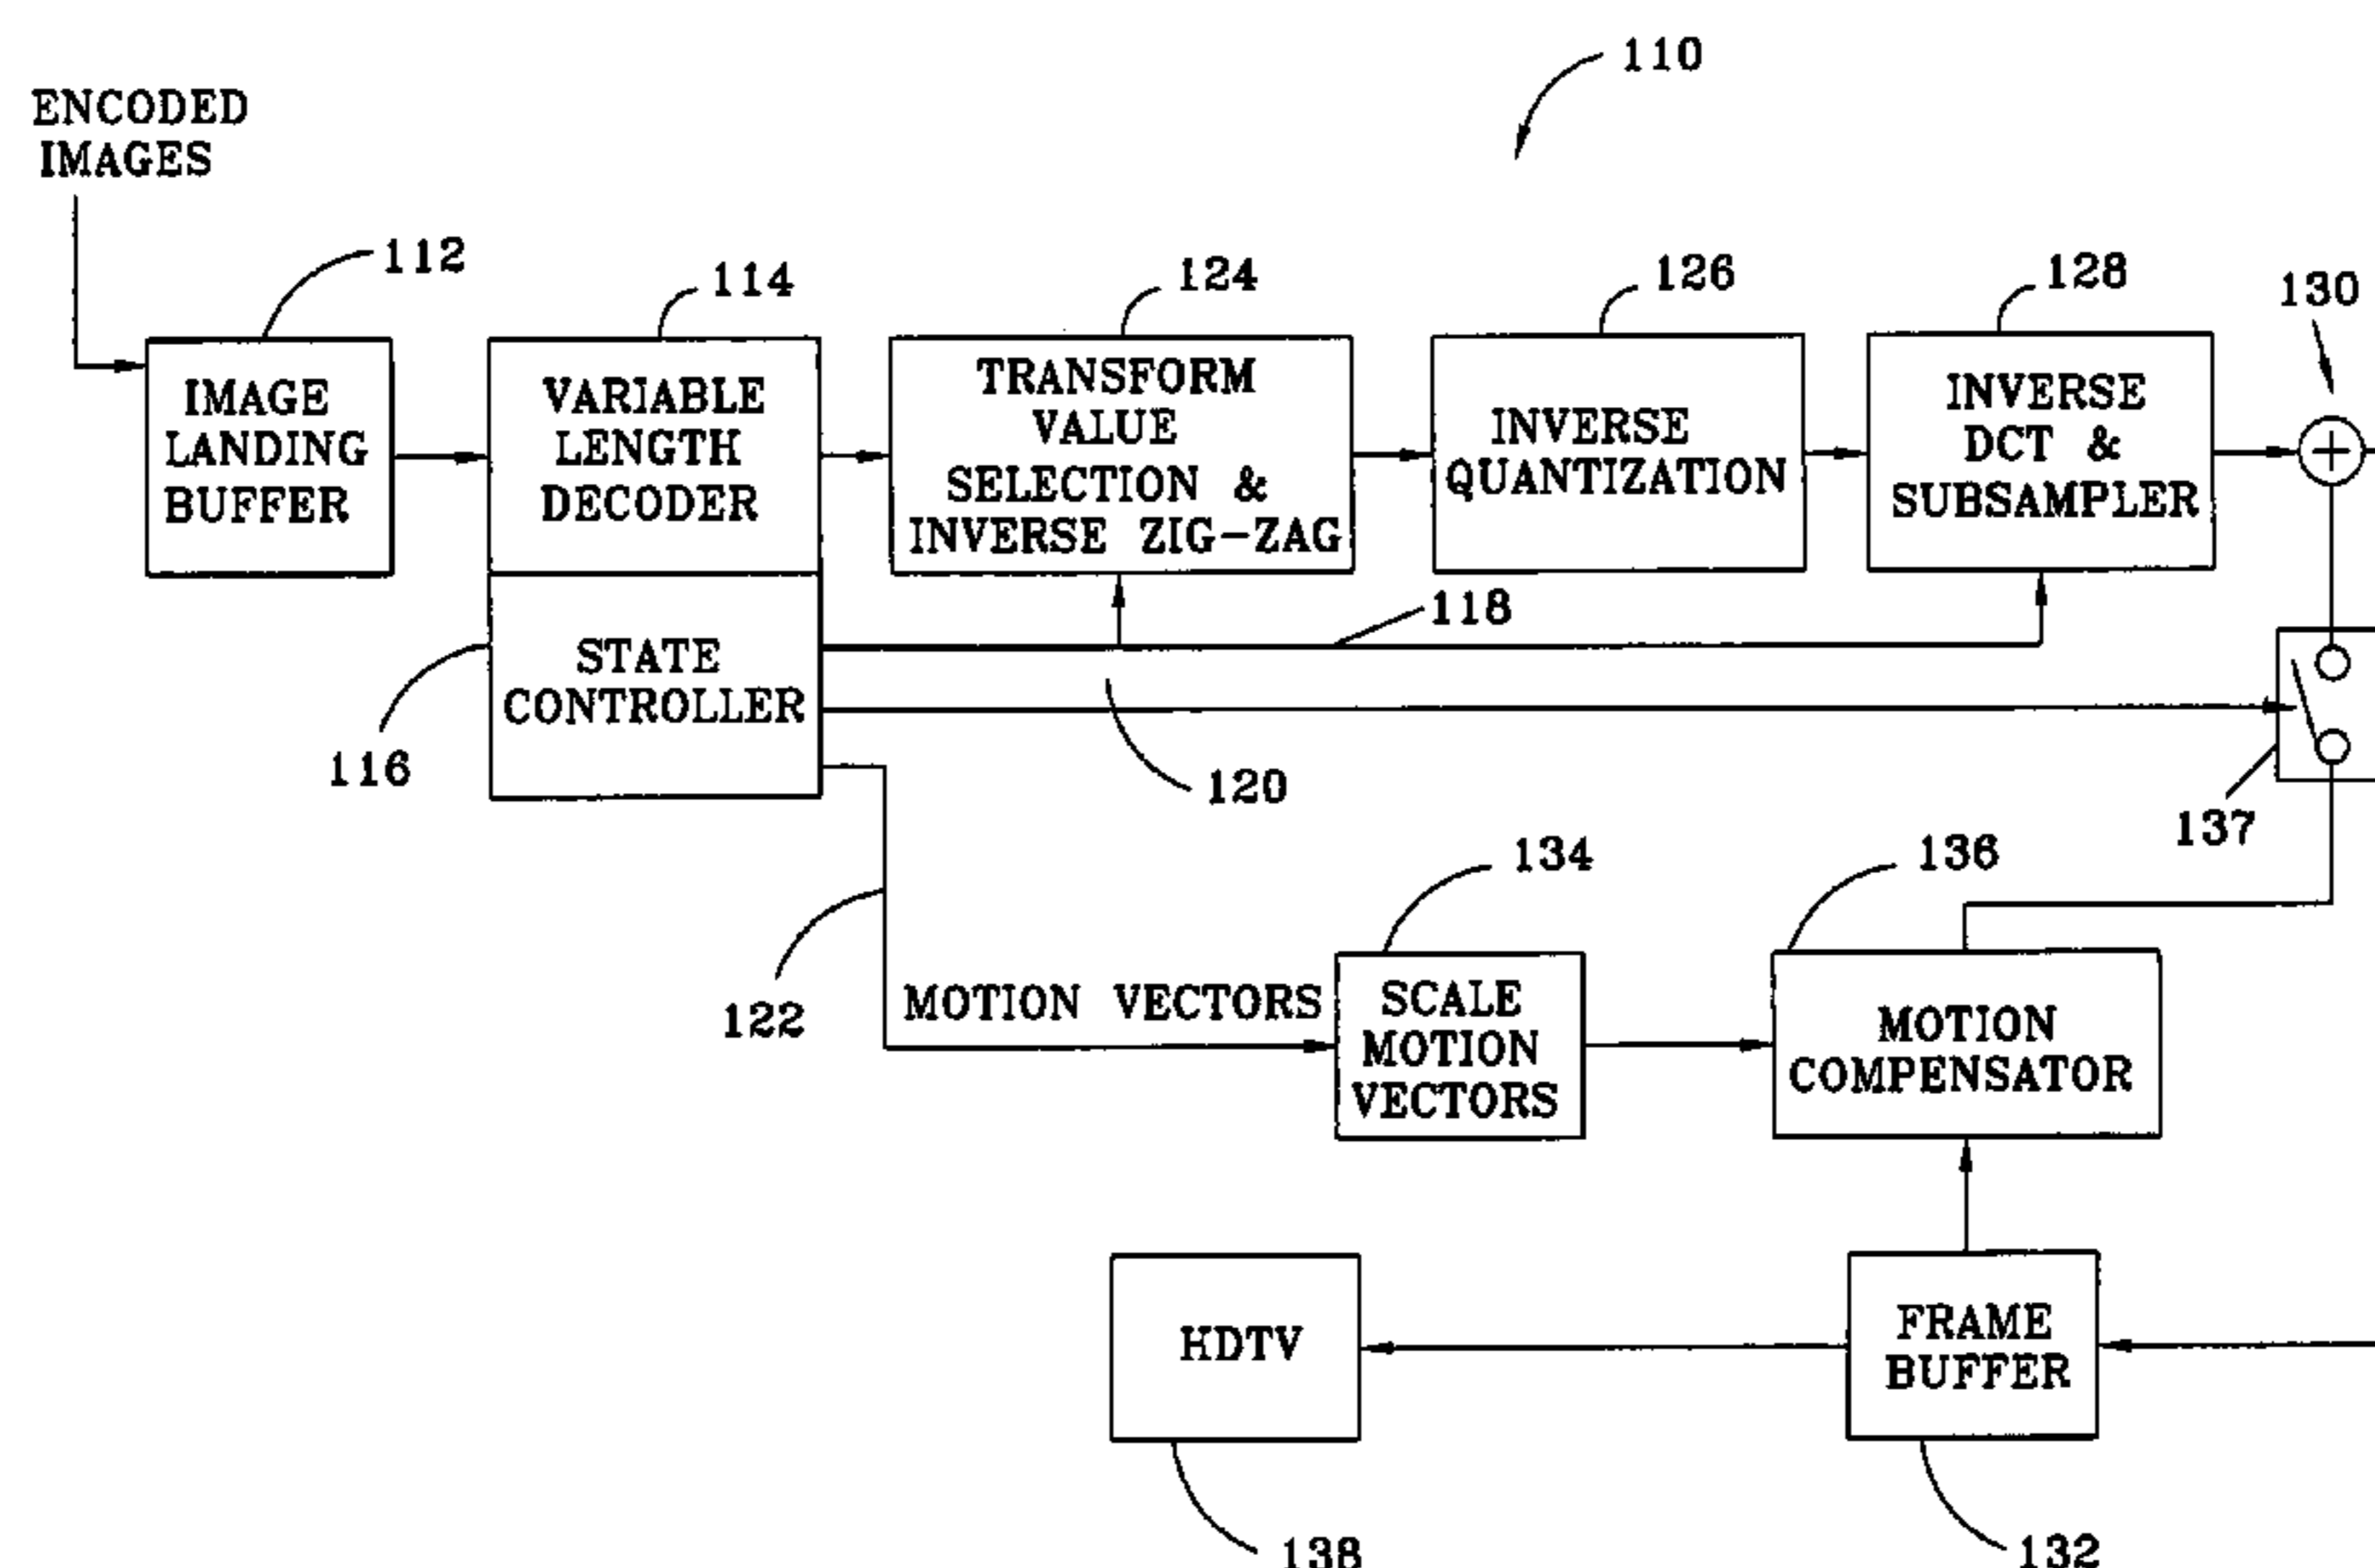 110
ENCODED
IMAGES
112
114
124
126
128
130
IMAGE
LANDING
BUFFER
VARIABLE
LENGTH
DECODER
TRANSFORM
VALUE
SELECTION &
INVERSE ZIG-ZAG
INVERSE
QUANTIZATION
INVERSE
DCT &
SUBSAMPLER
118
STATE
CONTROLLER
116
120
137
134
136
122
MOTION VECTORS
SCALE
MOTION
VECTORS
MOTION
COMPENSATOR
HDTV
FRAME
BUFFER
138
132